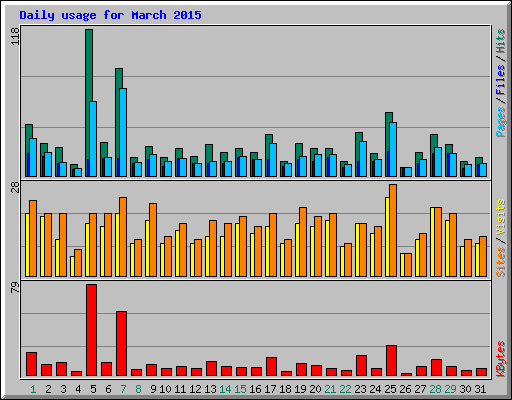 Daily usage for March 2015
118
Pages / Files / Hits
28
Sites / Visits
79
KBytes
1 2 3 4 5 6 7 8 9 10 11 12 13 14 15 16 17 18 19 20 21 22 23 24 25 26 27 28 29 30 31